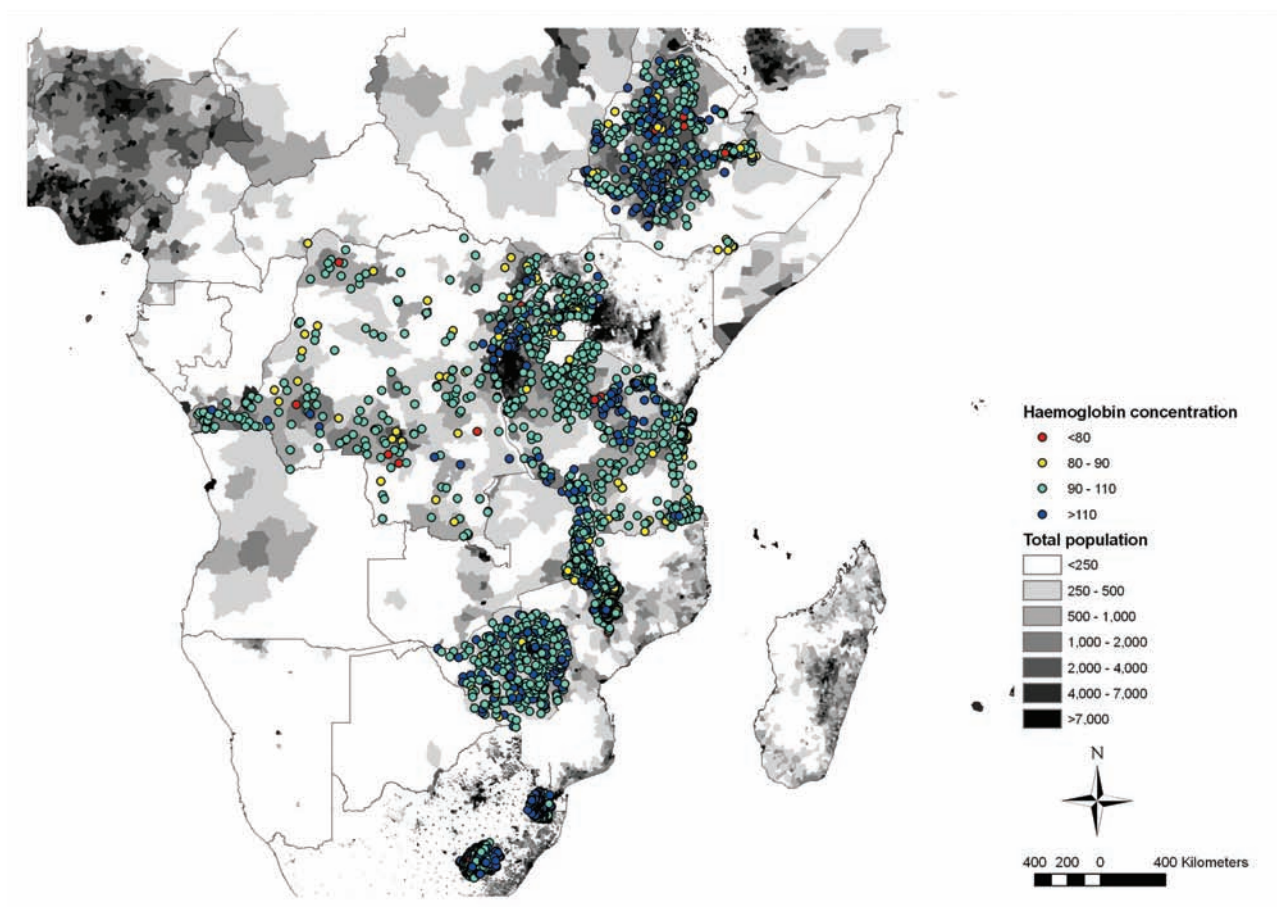 Haemoglobin concentration
<80
80 - 90
90 - 110
>110
Total population
<250
250 - 500
500 - 1,000
1,000 - 2,000
2,000 - 4,000
4,000 - 7,000
>7,000
N
400 200 0 400 Kilometers